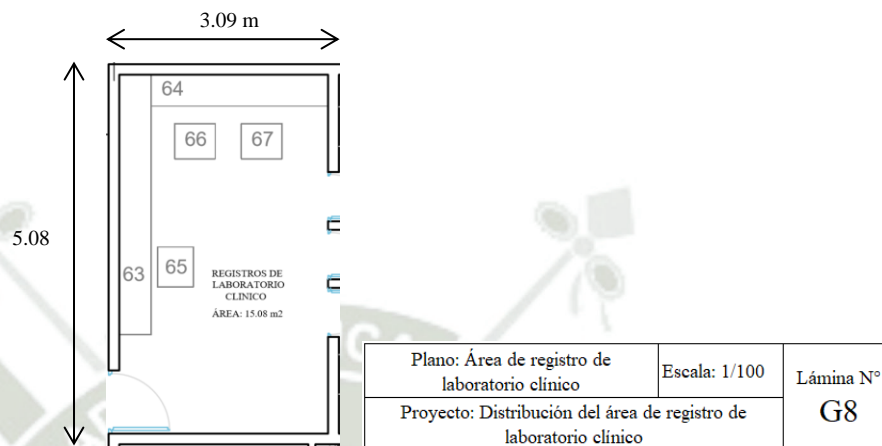 3.09 m
64
66
67
5.08
63
65
REGISTROS DE
LABORATORIO
CLINICO
ÁREA: 15.08 m2
Plano: Área de registro de
laboratorio clínico
Escala: 1/100
Lámina N°
G8
Proyecto: Distribución del área de registro de
laboratorio clínico